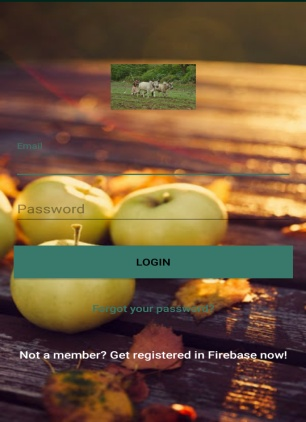 Email
Password
LOGIN
Forgot your password?
Not a member? Get registered in Firebase now!